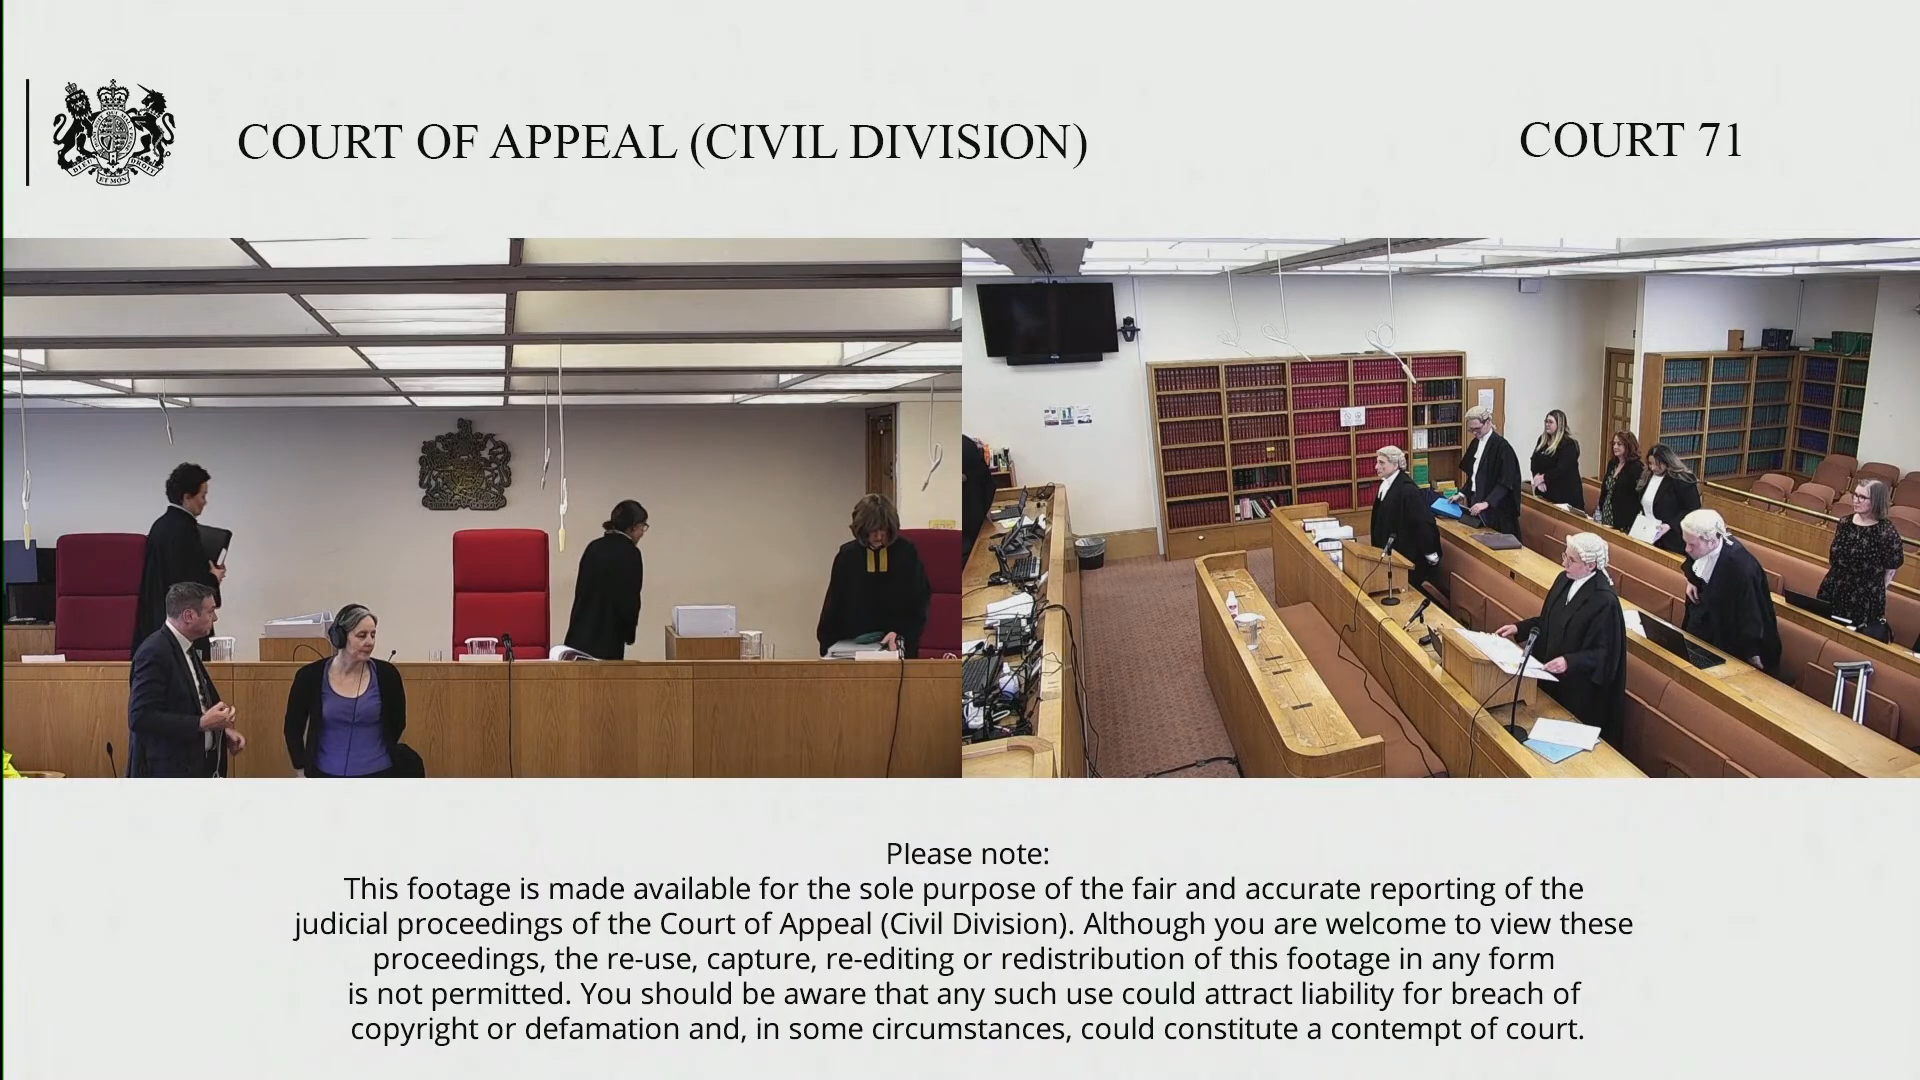 COURT OF APPEAL (CIVIL DIVISION)
COURT 71
DIEU ET MON DROIT
Please note:
This footage is made available for the sole purpose of the fair and accurate reporting of the
judicial proceedings of the Court of Appeal (Civil Division). Although you are welcome to view these
proceedings, the re-use, capture, re-editing or redistribution of this footage in any form
is not permitted. You should be aware that any such use could attract liability for breach of
copyright or defamation and, in some circumstances, could constitute a contempt of court.